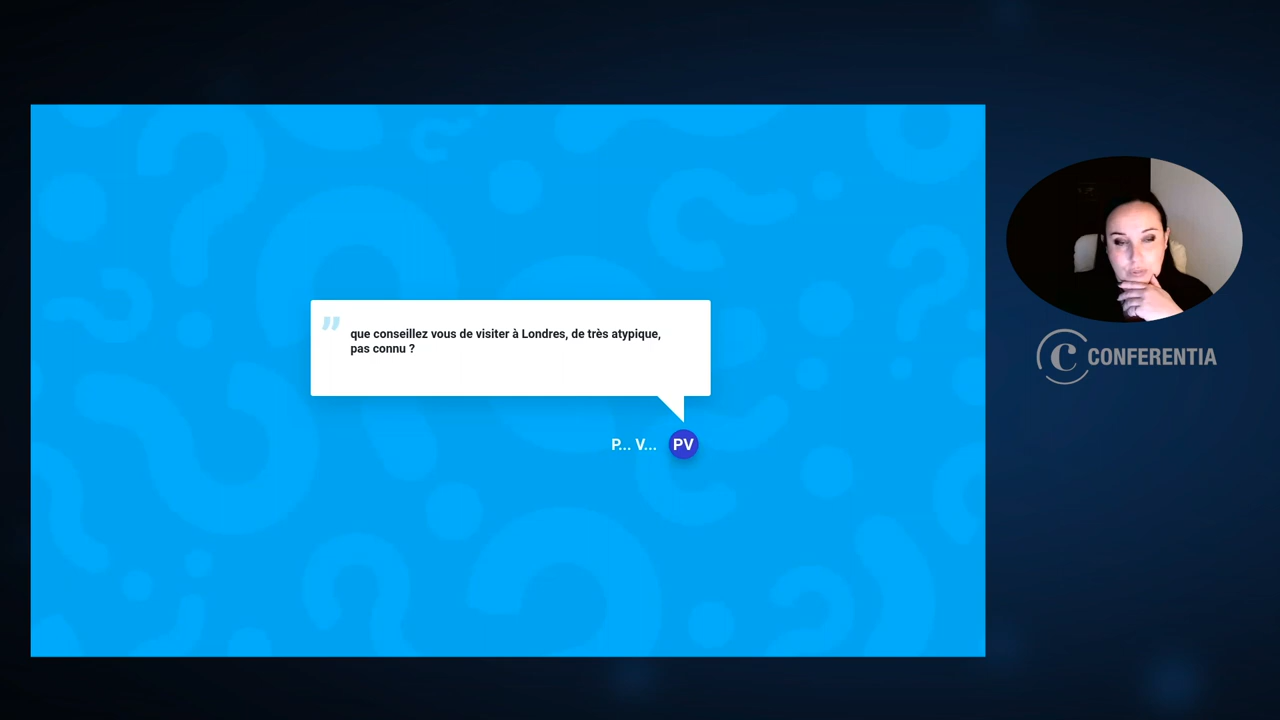 que conseillez vous de visiter à Londres, de très atypique,
pas connu ?
P... V... PV
CONFERENTIA